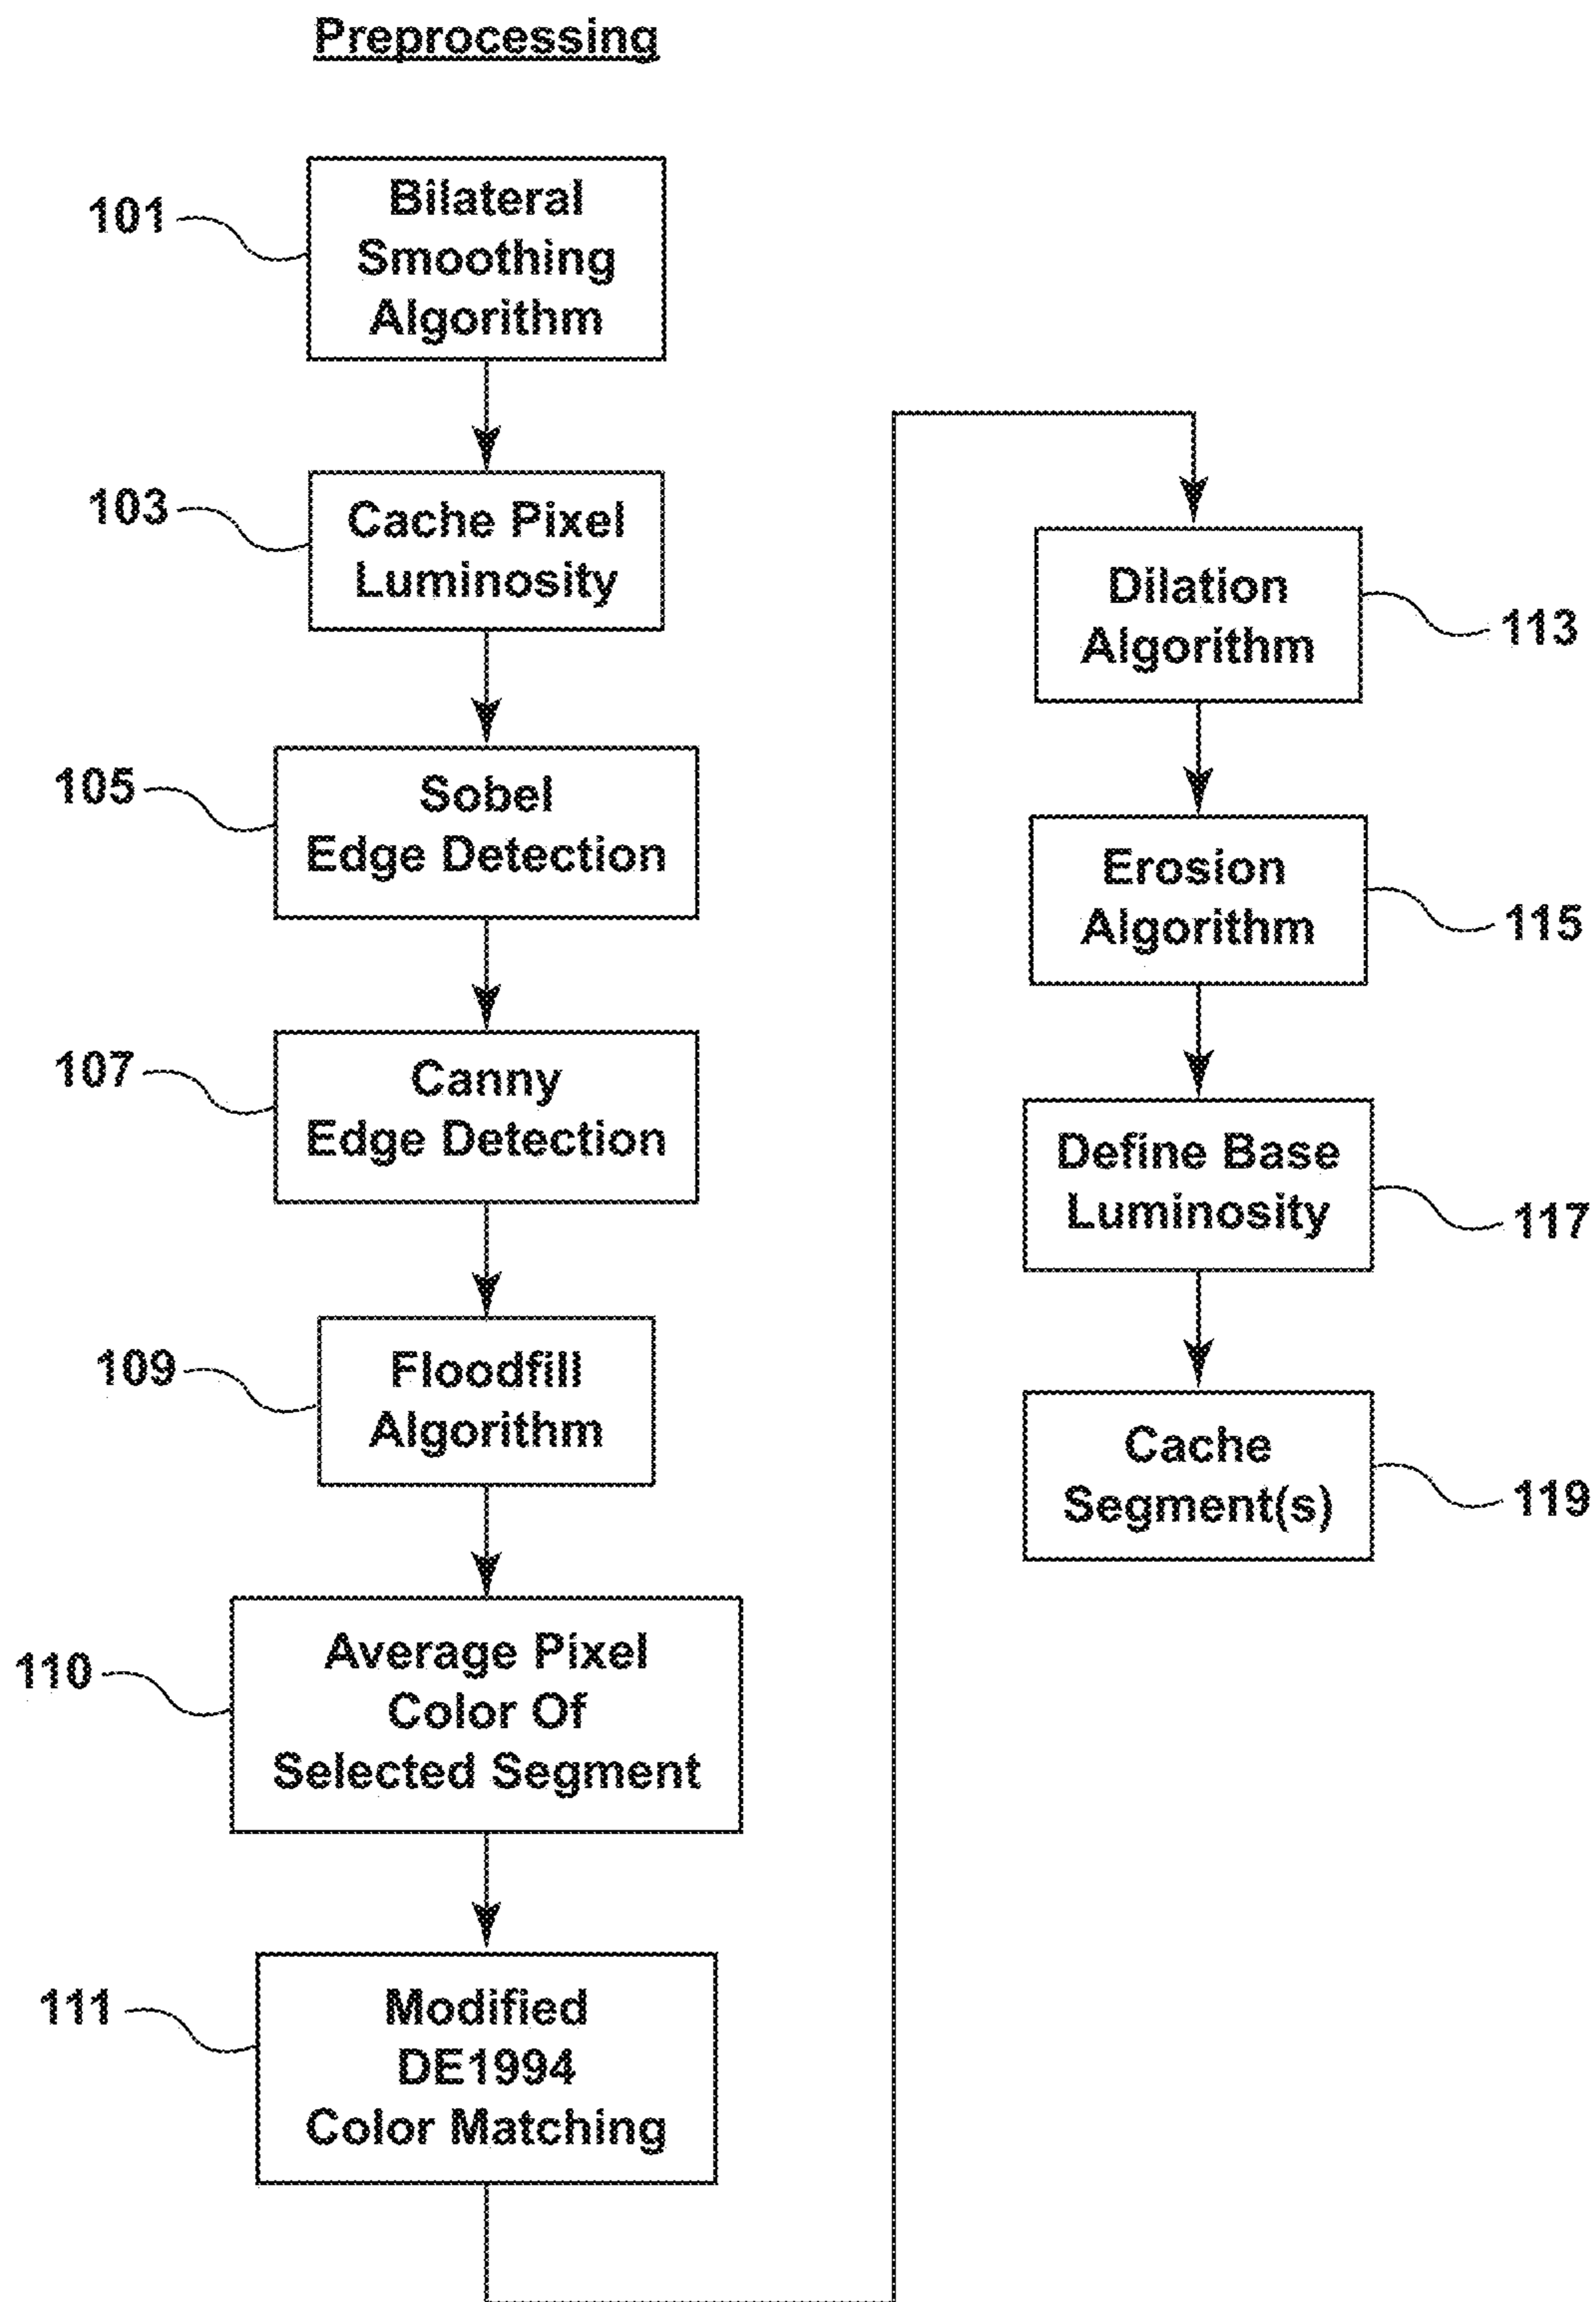 Preprocessing
101
Bilateral
Smoothing
Algorithm
103
Cache Pixel
Luminosity
105
Sobel
Edge Detection
107
Canny
Edge Detection
109
Floodfill
Algorithm
110
Average Pixel
Color Of
Selected Segment
111
Modified
DE1994
Color Matching
Dilation
Algorithm
113
Erosion
Algorithm
115
Define Base
Luminosity
117
Cache
Segment(s)
119